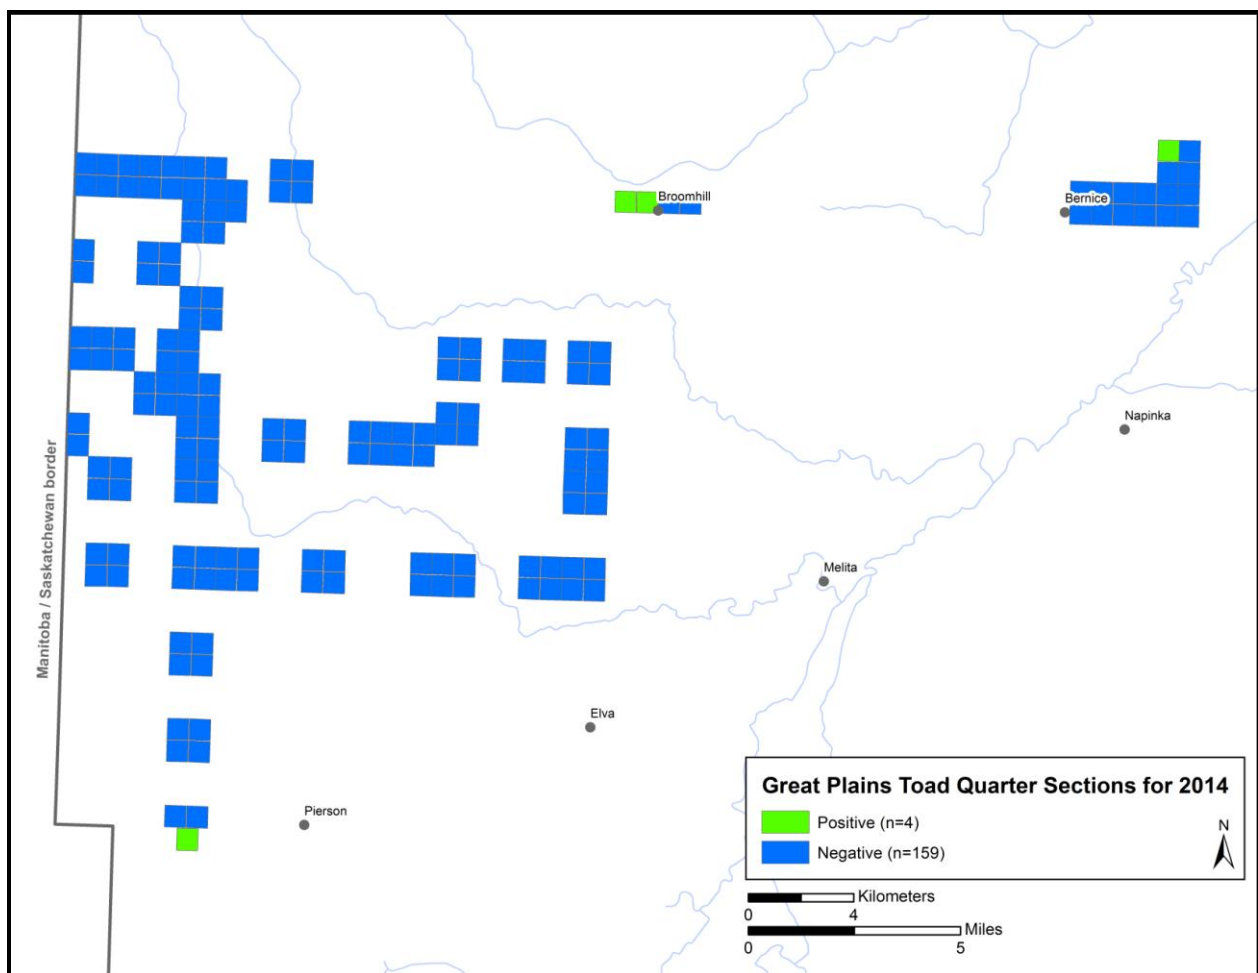 Broomhill
Bernice
Napinka
Manitoba / Saskatchewan border
Melita
Elva
Pierson
Great Plains Toad Quarter Sections for 2014
Positive (n=4)
Negative (n=159)
N
Kilometers
0 4
Miles
0 5